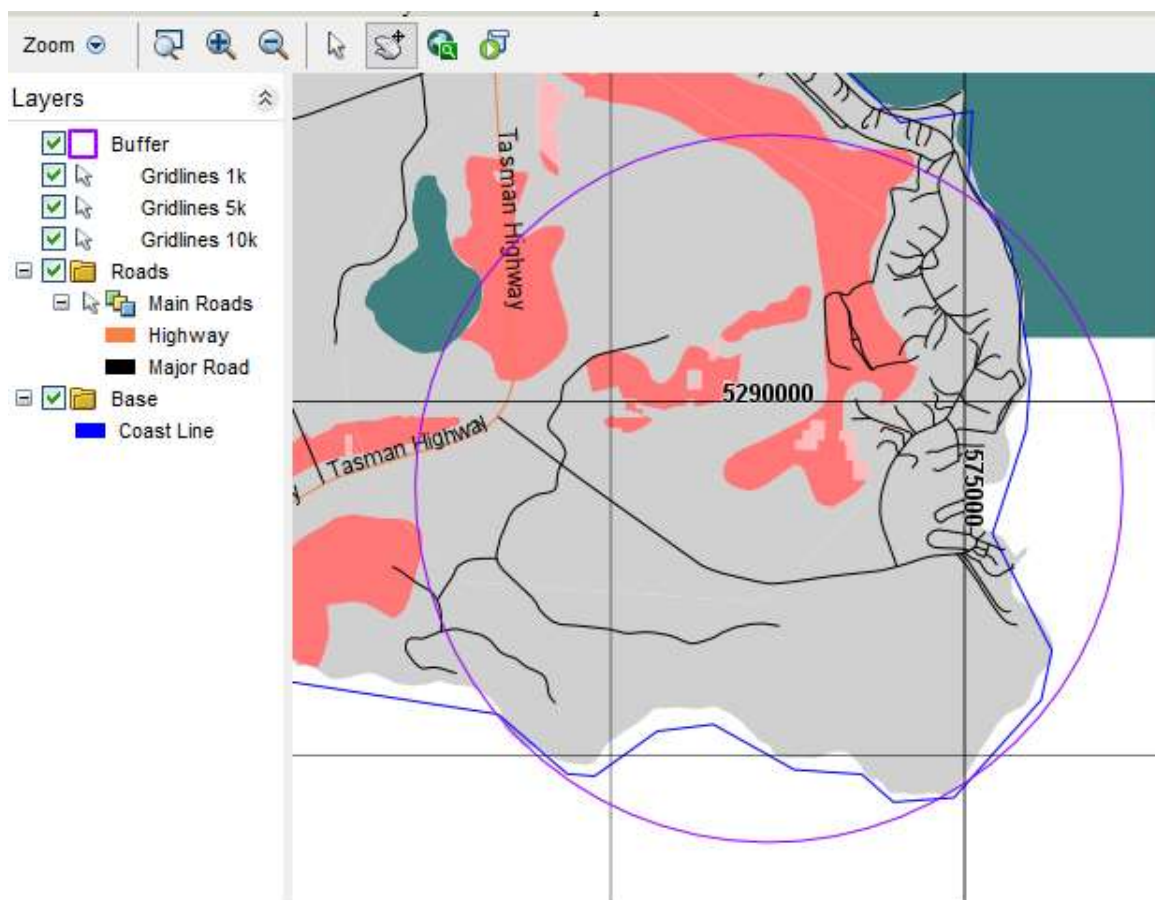 Zoom
Layers
Buffer
Gridlines 1k
Gridlines 5k
Gridlines 10k
Roads
Main Roads
Highway
Major Road
Base
Coast Line
Tasman Highway
5290000
Tasman Highway
575000